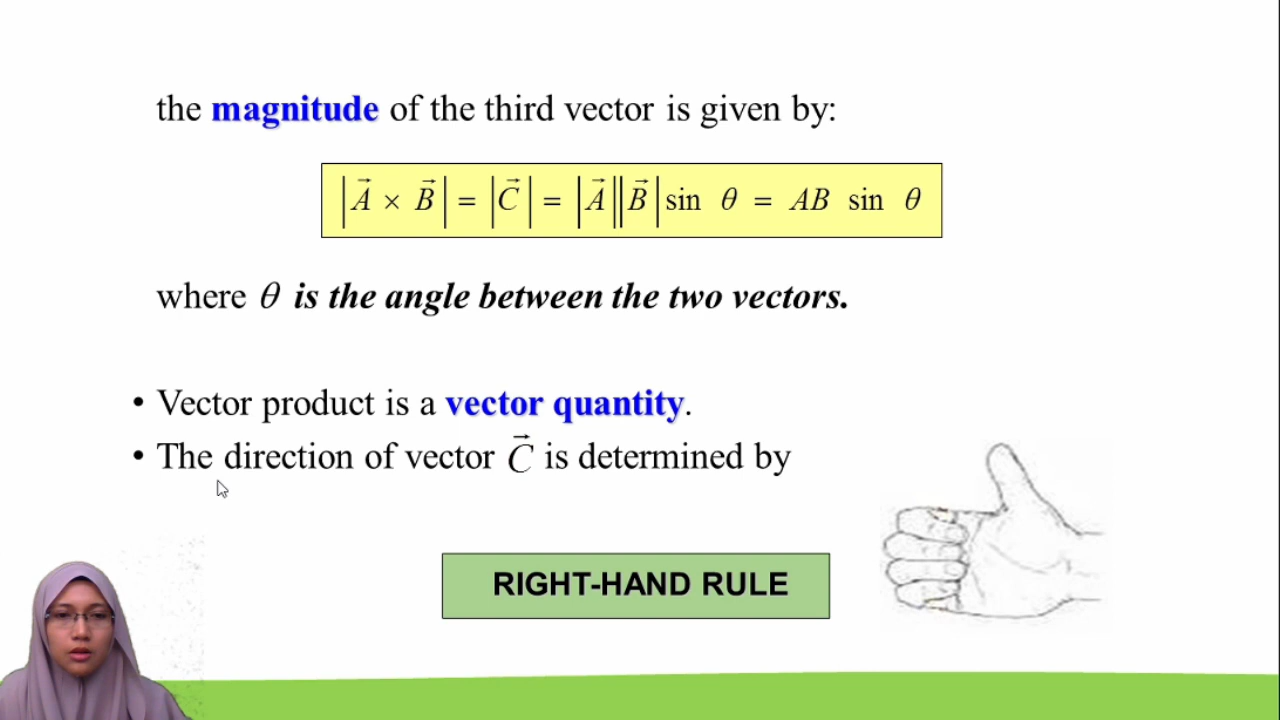 the magnitude of the third vector is given by:
|A⃗ × B⃗| = |C⃗| = |A⃗||B⃗| sin θ = AB sin θ
where θ is the angle between the two vectors.
• Vector product is a vector quantity.
• The direction of vector C⃗ is determined by
RIGHT-HAND RULE